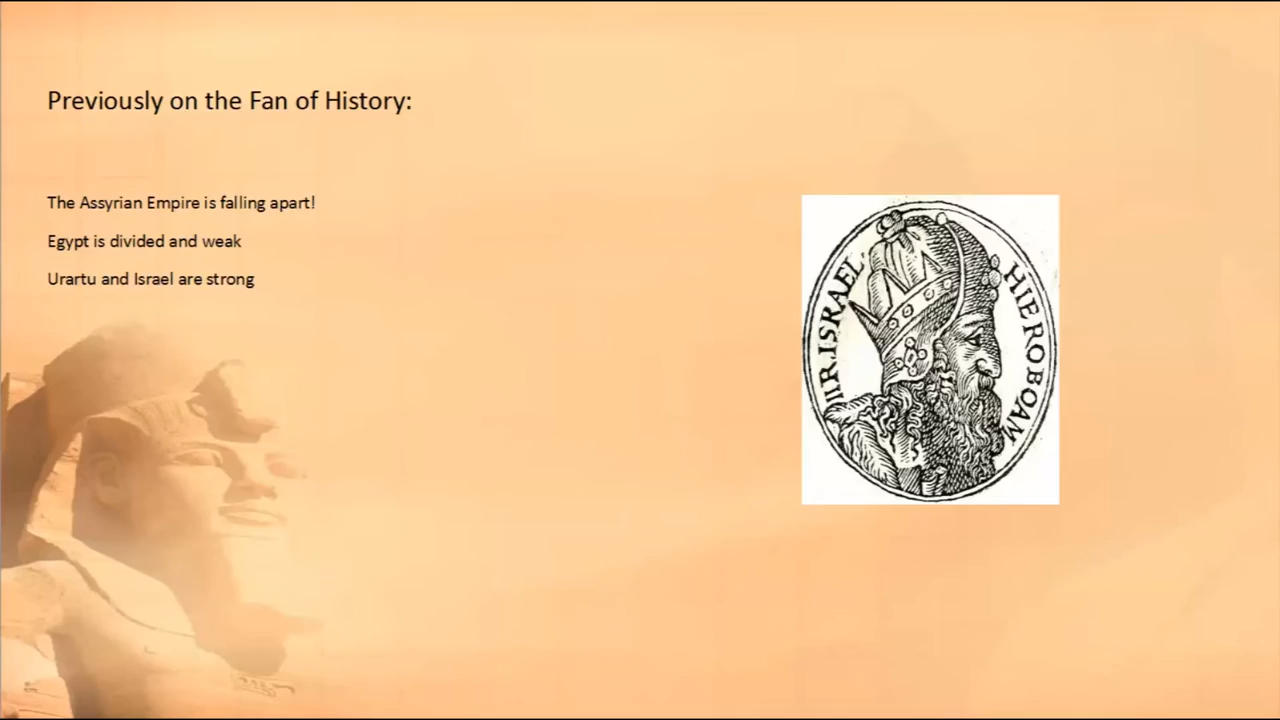 Previously on the Fan of History:
The Assyrian Empire is falling apart!
Egypt is divided and weak
Urartu and Israel are strong
HIEROBOAM
IIR.ISRAEL